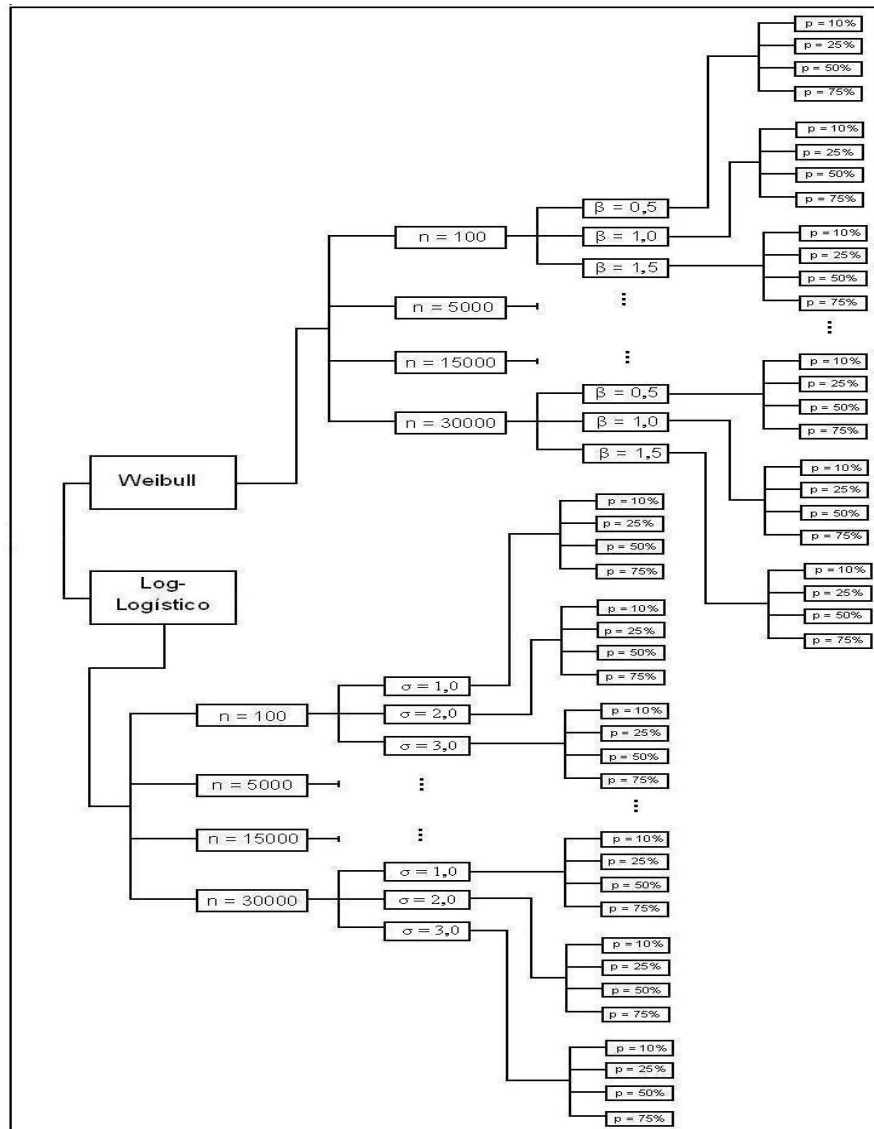 p = 10%
p = 25%
p = 50%
p = 75%
p = 10%
p = 25%
p = 50%
p = 75%
β = 0,5
n = 100
β = 1,0
β = 1,5
p = 10%
p = 25%
p = 50%
p = 75%
...
n = 5000
...
n = 15000
...
β = 0,5
n = 30000
β = 1,0
β = 1,5
p = 10%
p = 25%
p = 50%
p = 75%
p = 10%
p = 25%
p = 50%
p = 75%
p = 10%
p = 25%
p = 50%
p = 75%
Weibull
Log-
Logístico
p = 10%
p = 25%
p = 50%
p = 75%
p = 10%
p = 25%
p = 50%
p = 75%
σ = 1,0
n = 100
σ = 2,0
σ = 3,0
p = 10%
p = 25%
p = 50%
p = 75%
n = 5000
...
...
n = 15000
...
σ = 1,0
n = 30000
σ = 2,0
σ = 3,0
p = 10%
p = 25%
p = 50%
p = 75%
p = 10%
p = 25%
p = 50%
p = 75%
p = 10%
p = 25%
p = 50%
p = 75%